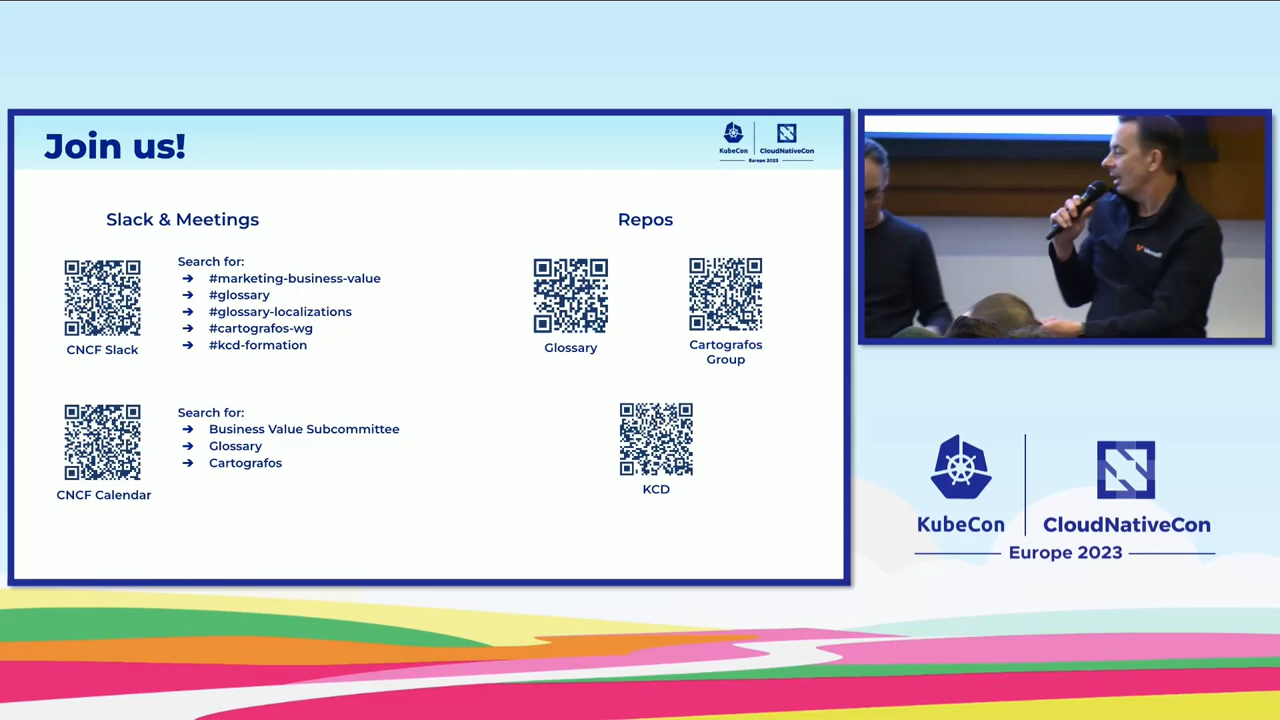 Join us!
KubeCon
CloudNativeCon
Europe 2023
Slack & Meetings
Search for:
➔ #marketing-business-value
➔ #glossary
➔ #glossary-localizations
➔ #cartografos-wg
➔ #kcd-formation
CNCF Slack
Search for:
➔ Business Value Subcommittee
➔ Glossary
➔ Cartografos
CNCF Calendar
Repos
Glossary
Cartografos
Group
KCD
KubeCon
CloudNativeCon
Europe 2023